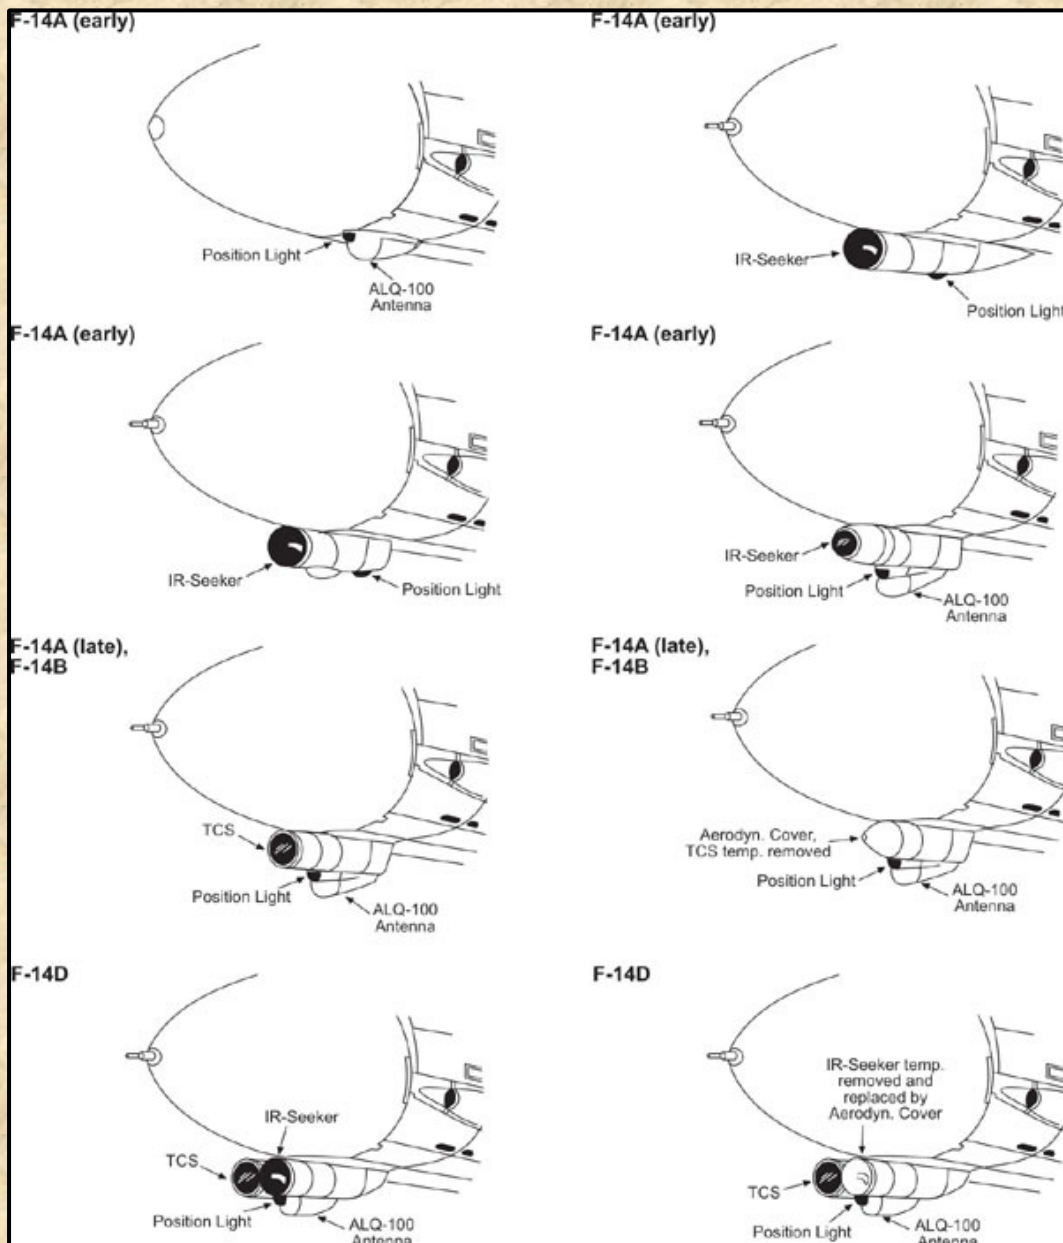 F-14A (early)
Position Light
ALQ-100
Antenna
F-14A (early)
IR-Seeker
Position Light
F-14A (early)
IR-Seeker
Position Light
F-14A (early)
IR-Seeker
Position Light
ALQ-100
Antenna
F-14A (late),
F-14B
TCS
Position Light
ALQ-100
Antenna
F-14A (late),
F-14B
Aerodyn. Cover,
TCS temp. removed
Position Light
ALQ-100
Antenna
F-14D
IR-Seeker
TCS
Position Light
ALQ-100
Antenna
F-14D
IR-Seeker temp.
removed and
replaced by
Aerodyn. Cover
TCS
Position Light
ALQ-100
Antenna